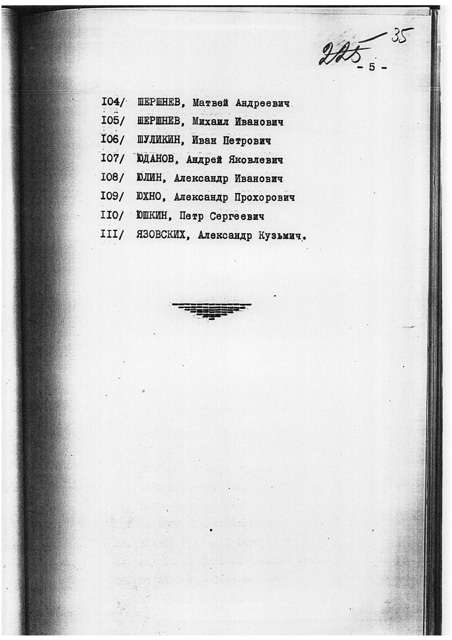 225 35
- 5 -
I04/ ШЕРШНЕВ, Матвей Андреевич
I05/ ШЕРШНЕВ, Михаил Иванович
I06/ ШУЛИКИН, Иван Петрович
I07/ ЮДАНОВ, Андрей Яковлевич
I08/ ЮЛИН, Александр Иванович
I09/ ЮХНО, Александр Прохорович
II0/ ЮШКИН, Петр Сергеевич
III/ ЯЗОВСКИХ, Александр Кузьмич.